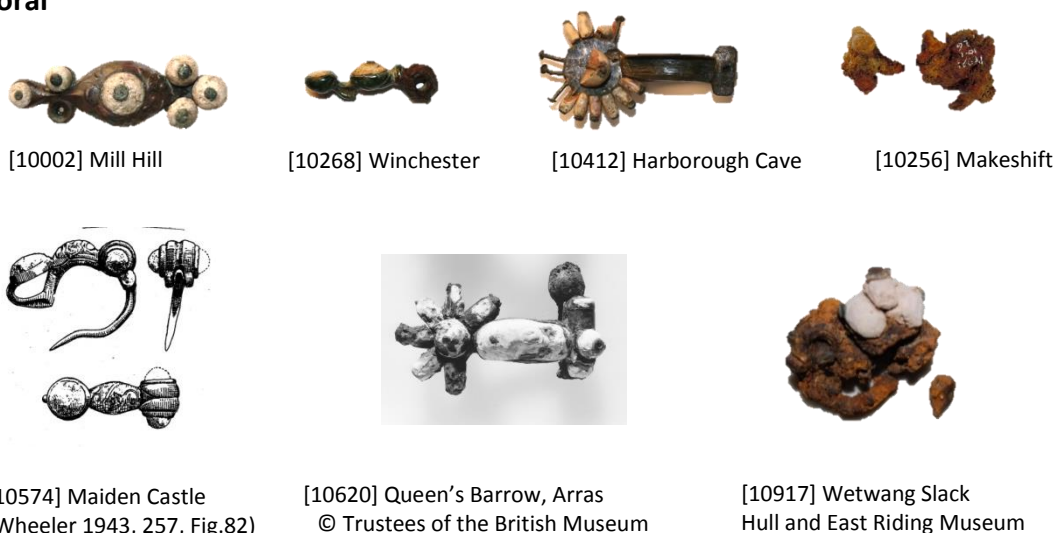 oral
[10002] Mill Hill
[10268] Winchester
[10412] Harborough Cave
[10256] Makeshift
10574] Maiden Castle
Wheeler 1943, 257, Fig.82)
[10620] Queen's Barrow, Arras
© Trustees of the British Museum
[10917] Wetwang Slack
Hull and East Riding Museum